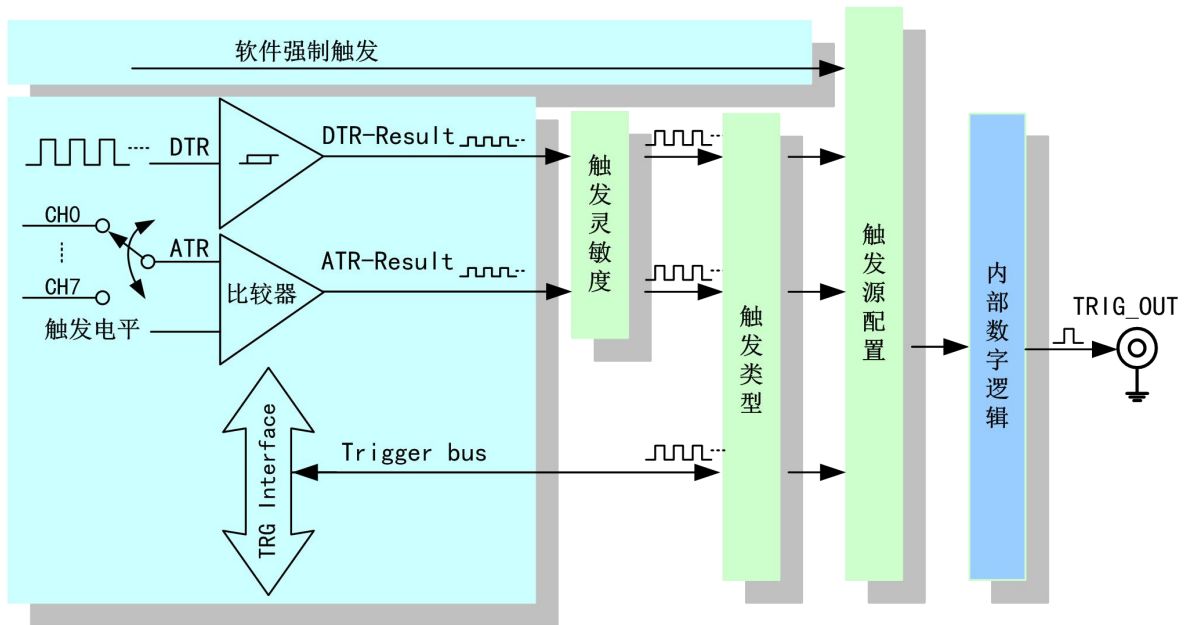 软件强制触发
DTR
DTR-Result
CH0
CH7
ATR
ATR-Result
比较器
触发电平
TRG Interface
Trigger bus
触发灵敏度
触发类型
触发源配置
内部数字逻辑
TRIG_OUT